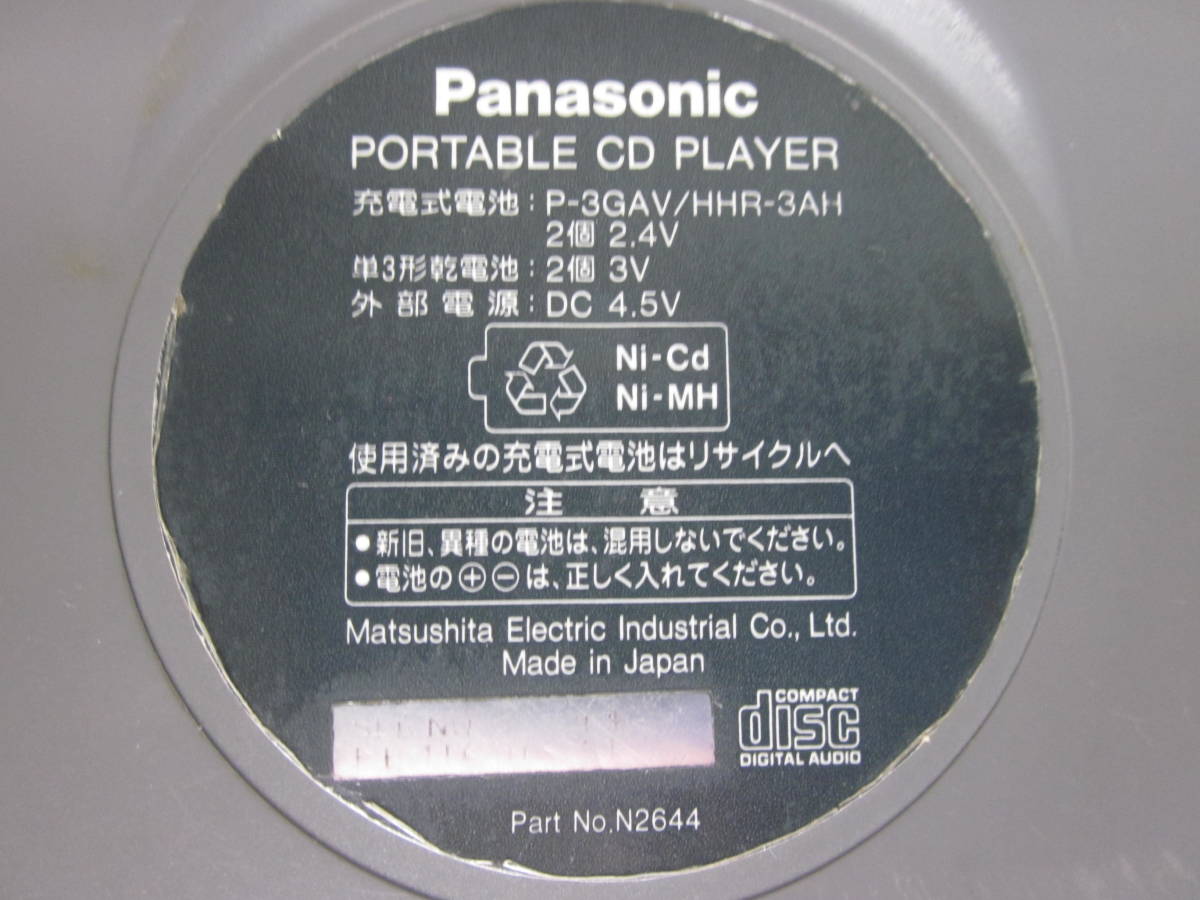 Panasonic
PORTABLE CD PLAYER
充電式電池：P-3GAV/HHR-3AH
2個 2.4V
単3形乾電池：2個 3V
外部電源：DC 4.5V
Ni-Cd
Ni-MH
使用済みの充電式電池はリサイクルへ
注意
●新旧、異種の電池は、混用しないでください。
●電池の⊕⊖は、正しく入れてください。
Matsushita Electric Industrial Co., Ltd.
Made in Japan
COMPACT
disc
DIGITAL AUDIO
Part No.N2644